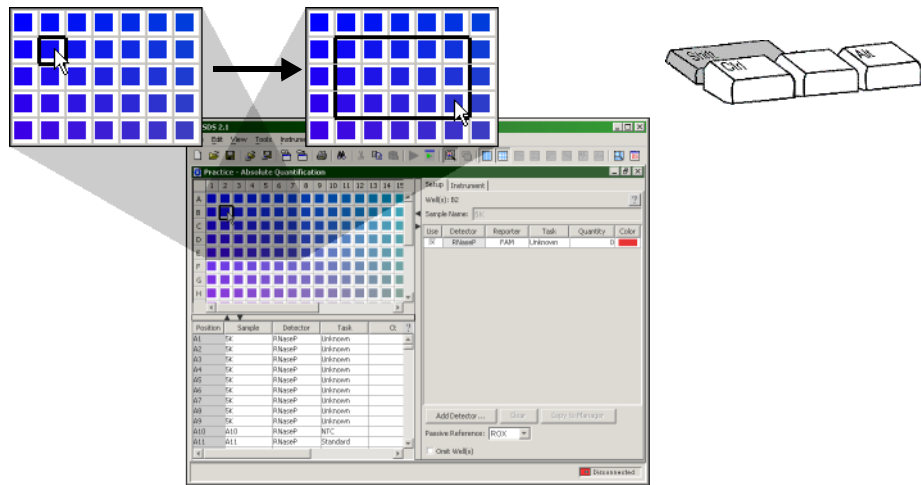 Shift
Ctrl
Alt
SDS 2.1
Edit View Tools Instrument
Practice - Absolute Quantification
1 2 3 4 5 6 7 8 9 10 11 12 13 14 15
A
B
C
D
E
F
G
H
Setup Instrument
Well(s): B2
?
Sample Name: 5K
Use Detector Reporter Task Quantity Color
RNaseP FAM Unknown 0
Position Sample Detector Task Ct ?
A1 5K RNaseP Unknown
A2 5K RNaseP Unknown
A3 5K RNaseP Unknown
A4 5K RNaseP Unknown
A5 5K RNaseP Unknown
A6 5K RNaseP Unknown
A7 5K RNaseP Unknown
A8 5K RNaseP Unknown
A9 5K RNaseP Unknown
A10 A10 RNaseP NTC
A11 A11 RNaseP Standard
Add Detector... Clear Copy to Manager
Passive Reference: ROX
Omit Well(s)
Disconnected